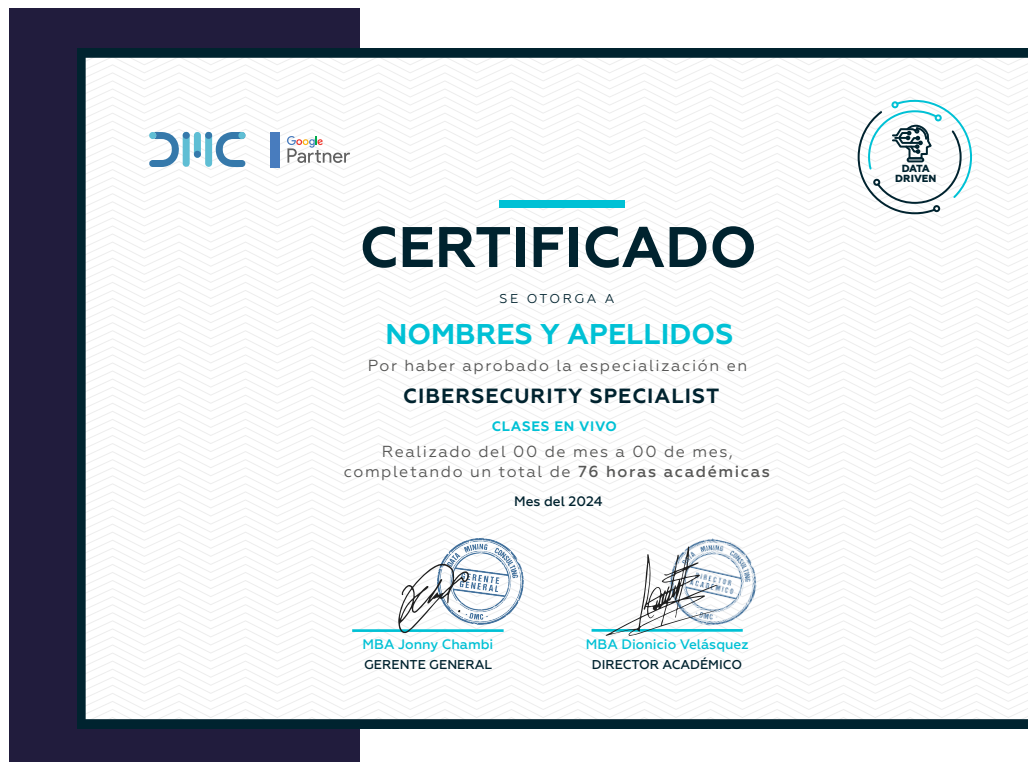 DMC
Google
Partner
DATA
DRIVEN
CERTIFICADO
SE OTORGA A
NOMBRES Y APELLIDOS
Por haber aprobado la especialización en
CIBERSECURITY SPECIALIST
CLASES EN VIVO
Realizado del 00 de mes a 00 de mes,
completando un total de 76 horas académicas
Mes del 2024
DATA MINING CONSULTING
GERENTE
GENERAL
· DMC ·
DATA MINING CONSULTING
DIRECTOR
ACADÉMICO
· DMC ·
MBA Jonny Chambi
GERENTE GENERAL
MBA Dionicio Velásquez
DIRECTOR ACADÉMICO